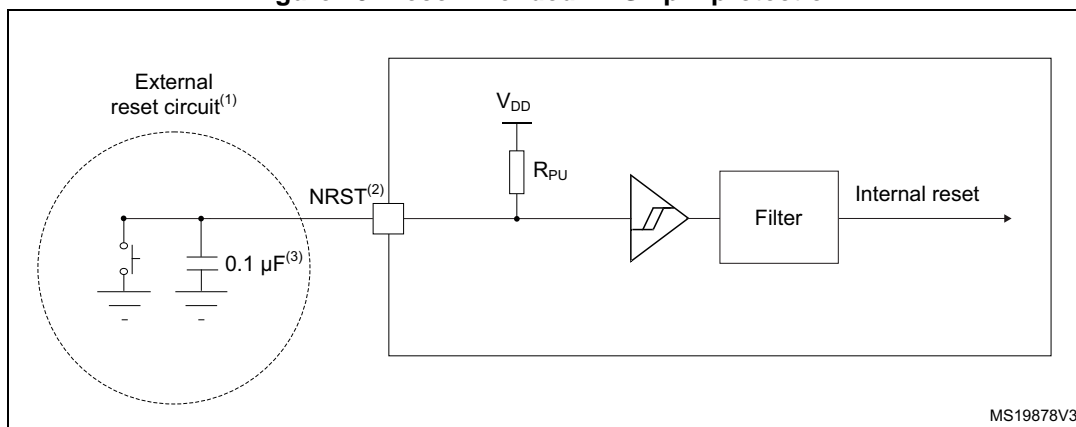 External
reset circuit(1)
VDD
RPU
NRST(2)
0.1 µF(3)
Filter
Internal reset
MS19878V3